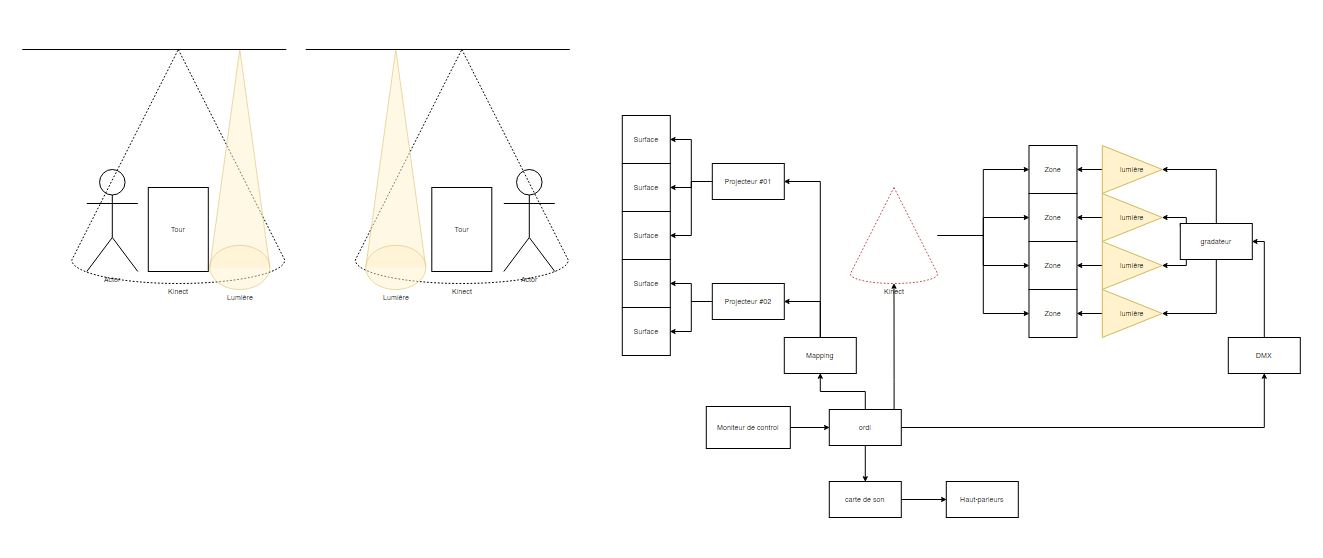 Tour
Actor
Kinect
Lumière
Tour
Actor
Kinect
Lumière
Surface
Surface
Surface
Surface
Surface
Projecteur #01
Projecteur #02
Mapping
Moniteur de control
ordi
carte de son
Haut-parleurs
Kinect
Zone
Zone
Zone
Zone
lumière
lumière
lumière
lumière
gradateur
DMX